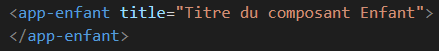 <app-enfant title="Titre du composant Enfant">
</app-enfant>